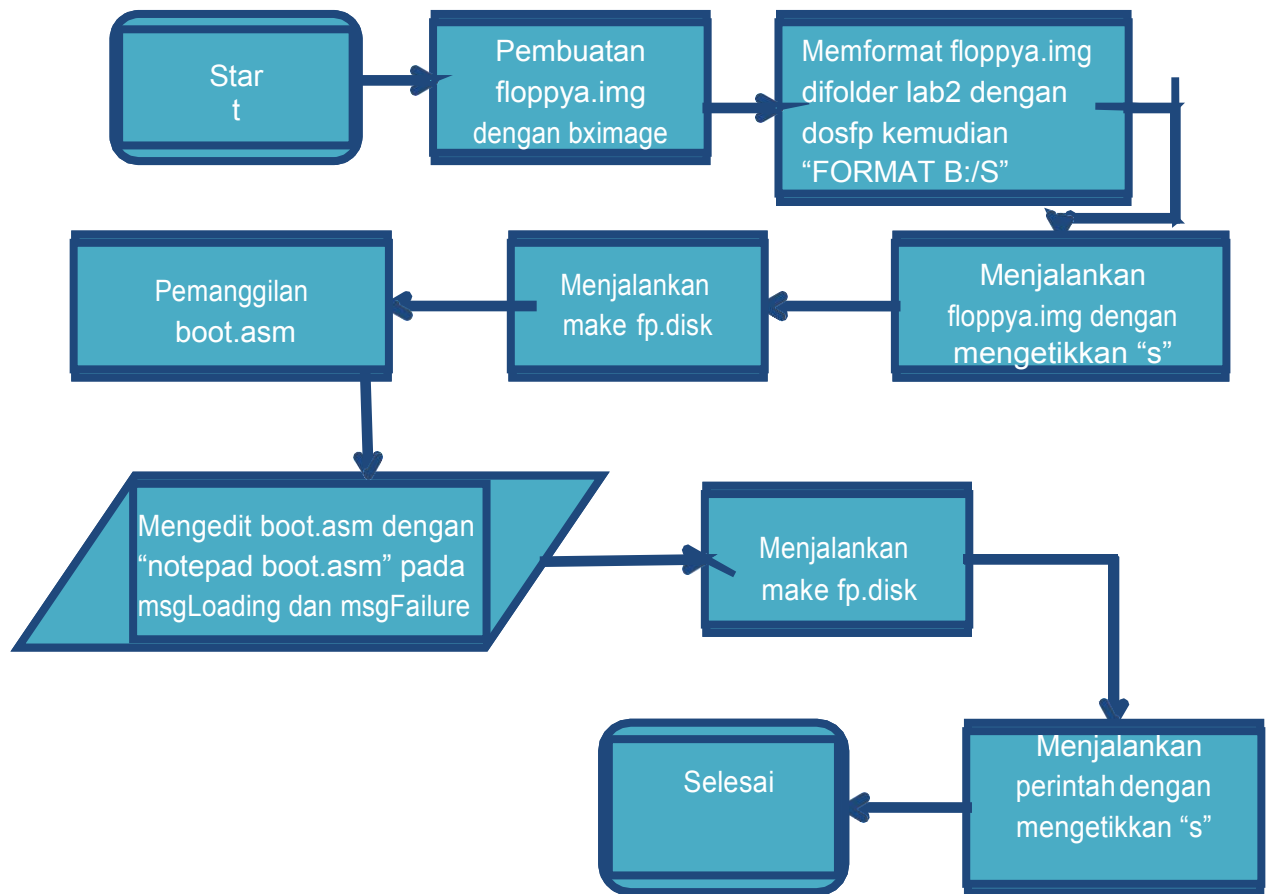 Star
t
Pembuatan
floppya.img
dengan bximage
Memformat floppya.img
difolder lab2 dengan
dosfp kemudian
“FORMAT B:/S”
Menjalankan
floppya.img dengan
mengetikkan “s”
Menjalankan
make fp.disk
Pemanggilan
boot.asm
Mengedit boot.asm dengan
“notepad boot.asm” pada
msgLoading dan msgFailure
Menjalankan
make fp.disk
Menjalankan
perintah dengan
mengetikkan “s”
Selesai